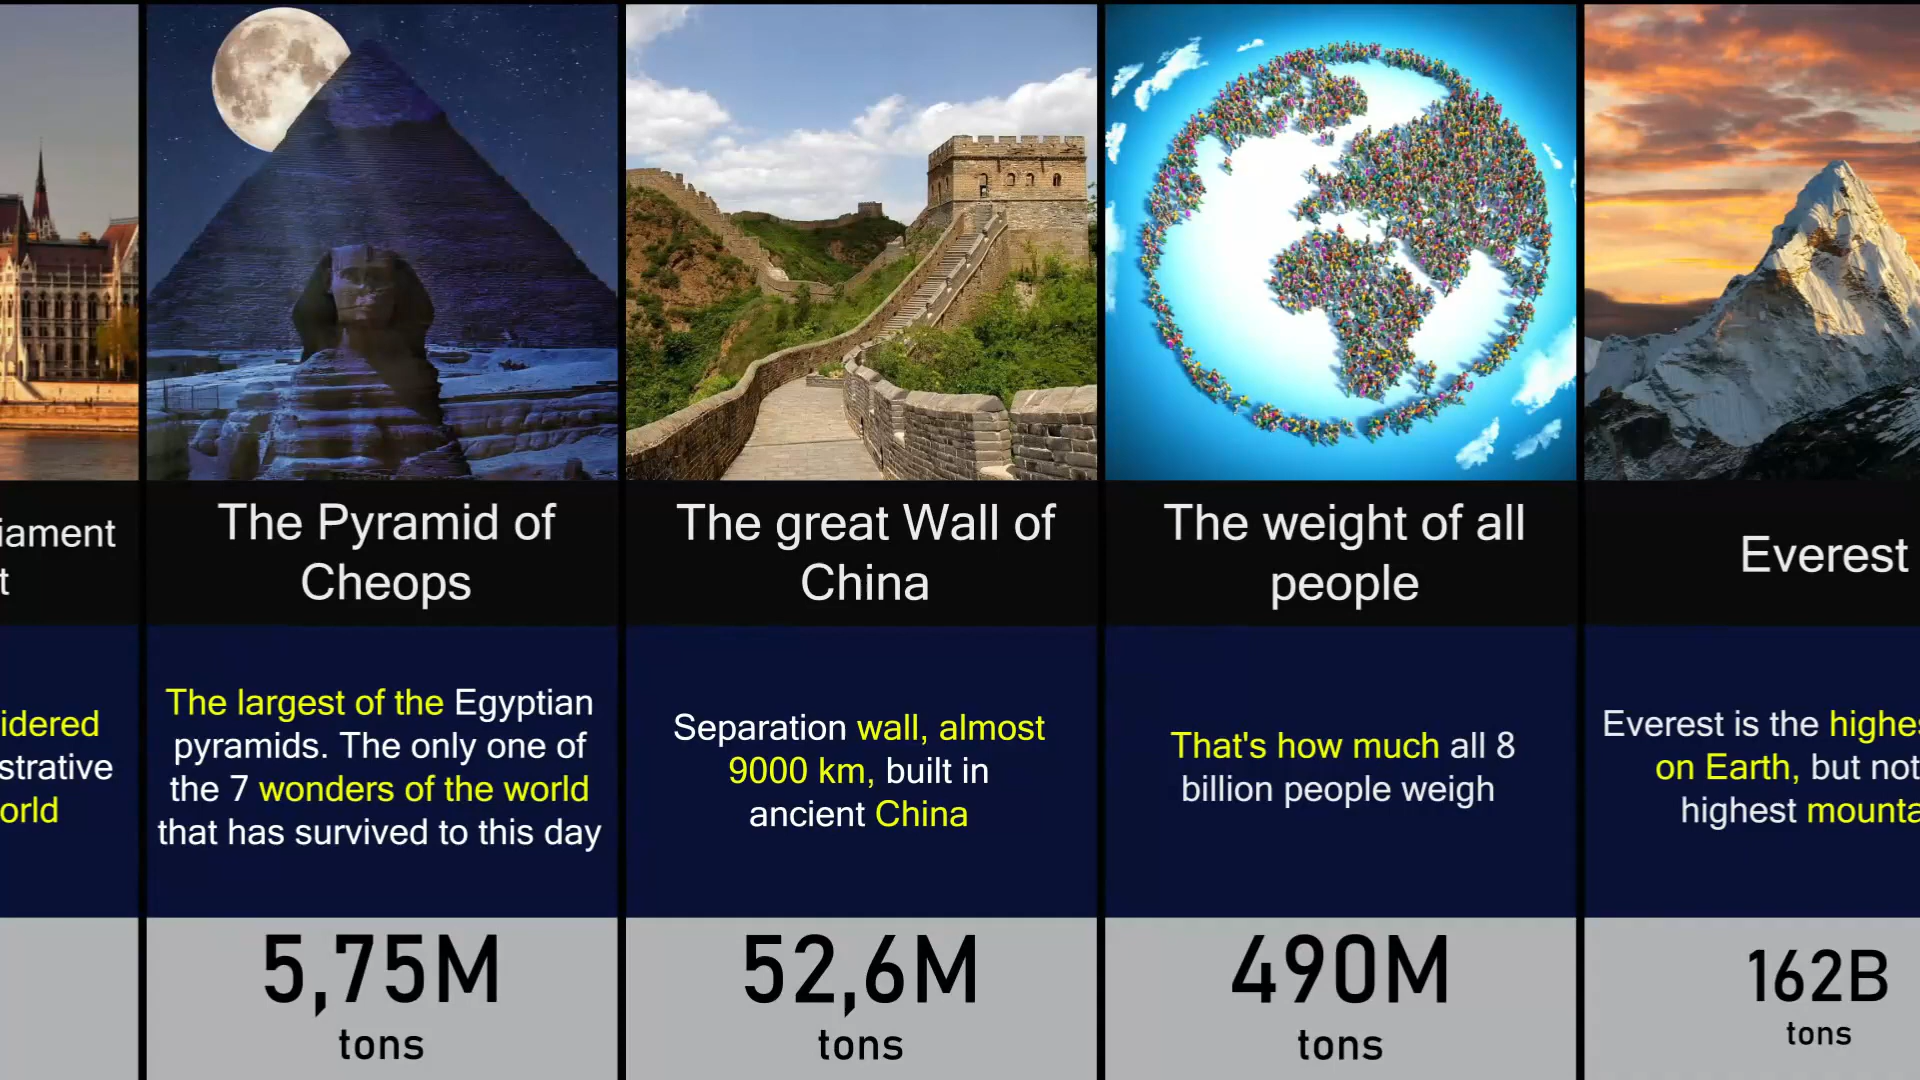 iament
t
idered
strative
orld
The Pyramid of
Cheops
The largest of the Egyptian
pyramids. The only one of
the 7 wonders of the world
that has survived to this day
5,75M
tons
The great Wall of
China
Separation wall, almost
9000 km, built in
ancient China
52,6M
tons
The weight of all
people
That's how much all 8
billion people weigh
490M
tons
Everest
Everest is the highes
on Earth, but not
highest mounta
162B
tons